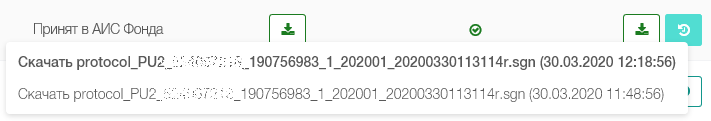 Принят в АИС Фонда
Скачать protocol_PU2_ _190756983_1_202001_20200330113114r.sgn (30.03.2020 12:18:56)
Скачать protocol_PU2_ _190756983_1_202001_20200330113114r.sgn (30.03.2020 11:48:56)